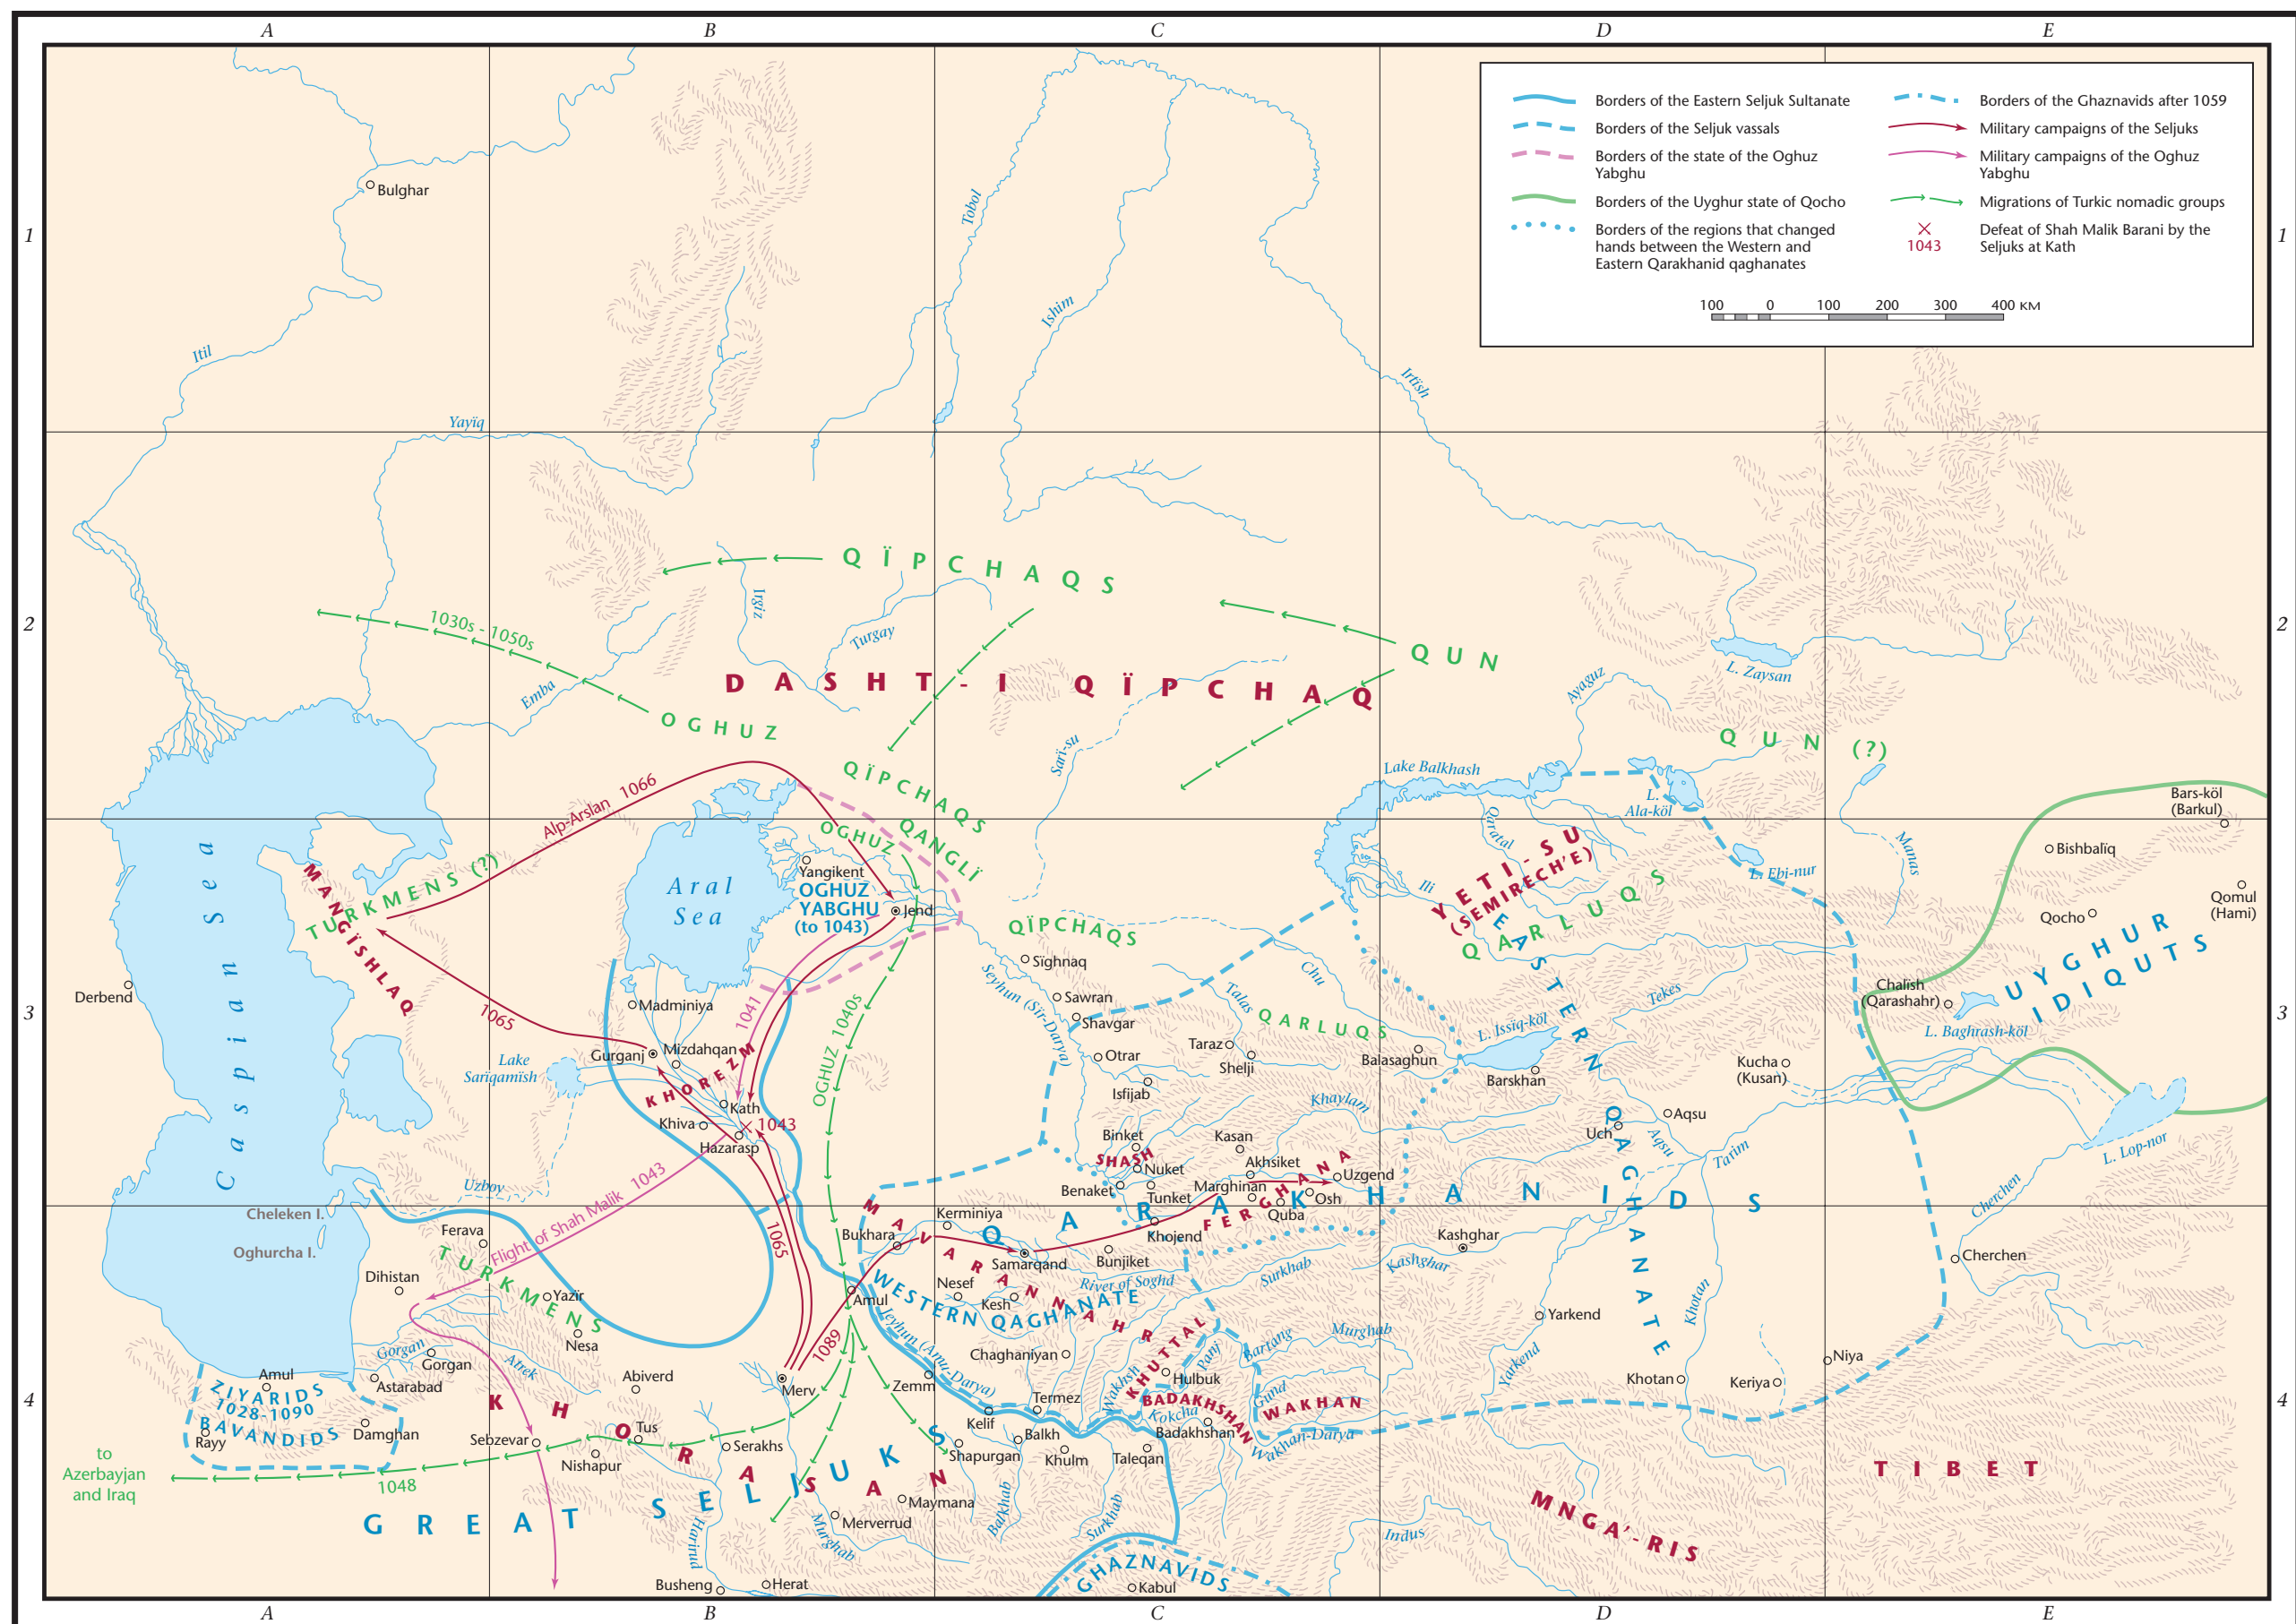 A B C D E
1
1
2
2
3
3
4
4
A B C D E
Borders of the Eastern Seljuk Sultanate
Borders of the Seljuk vassals
Borders of the state of the Oghuz
Yabghu
Borders of the Uyghur state of Qocho
Borders of the regions that changed
hands between the Western and
Eastern Qarakhanid qaghanates
Borders of the Ghaznavids after 1059
Military campaigns of the Seljuks
Military campaigns of the Oghuz
Yabghu
Migrations of Turkic nomadic groups
1043
Defeat of Shah Malik Barani by the
Seljuks at Kath
100 0 100 200 300 400 KM
Bulghar
Itil
Yayïq
Tobol
Ishim
Irtïsh
QÏPCHAQS
Irgiz
Turgay
1030s - 1050s
Emba
OGHUZ
DASHT-I QÏPCHAQ
QUN
Sarï-su
Ayaguz
L. Zaysan
QUN (?)
Lake Balkhash
L.
Ala-köl
QÏPCHAQS
Alp-Arslan 1066
Bars-köl
(Barkul)
OGHUZ
QANGLÏ
Qaratal
Manas
Bishbalïq
L. Ebi-nur
Qomul
(Hami)
Qocho
Caspian Sea
MANGÏSHLAQ
TURKMENS (?)
Aral
Sea
Yangikent
OGHUZ
YABGHU
(to 1043)
Jend
QÏPCHAQS
Ili
YETI-SU
(SEMIRECH'E)
QARLUQS
EASTERN QAGHANATE
UYGHUR
IDIQUTS
Derbend
Sïghnaq
Seyhun (Sïr-Darya)
Sawran
Shavgar
Chu
Talas
QARLUQS
Tekes
Chalish
(Qarashahr)
L. Baghrash-köl
Madminiya
1065
1041
OGHUZ 1040s
Gurganj
Mizdahqan
KHOREZM
Lake
Sarïqamïsh
Otrar
Taraz
Shelji
Balasaghun
L. Issïq-köl
Barskhan
Kucha
(Kusan)
Isfijab
Kath
Khiva
1043
Hazarasp
Khaylam
Aqsu
Uch
Aqsu
Tarim
L. Lop-nor
Binket
SHASH
Nuket
Kasan
Akhsiket
FERGHANA
Uzgend
Benaket
Tunket
Marghinan
Osh
Quba
Uzboy
Cheleken I.
Oghurcha I.
Flight of Shah Malik 1043
1065
Ferava
TURKMENS
Dihistan
Yazïr
Nesa
Bukhara
Kerminiya
MAVARANNAHR
QARAKHANIDS
Samarqand
Khojend
Bunjiket
River of Soghd
Surkhab
Kashghar
Kashghar
Cherchen
Cherchen
Nesef
Kesh
WESTERN QAGHANATE
Amul
Jeyhun (Amu-Darya)
1089
Yarkend
Khotan
Yarkend
Niya
Khotan
Keriya
Gorgan
Gorgan
Astarabad
Atrek
Abiverd
Merv
Zemm
Chaghaniyan
KHUTTAL
Panj
Bartang
Murghab
Hulbuk
Wakhsh
Termez
BADAKHSHAN
Gund
WAKHAN
Kokcha
Badakhshan
Wakhan-Darya
Kelif
Balkh
Khulm
Taleqan
Shapurgan
Amul
ZIYARIDS
1028-1090
BAVANDIDS
Rayy
Damghan
to
Azerbayjan
and Iraq
1048
Sebzevar
Nishapur
Tus
Serakhs
KHORASAN
GREAT SELJUKS
Maymana
Merverrud
Murghab
Harirud
Balkhab
Surkhab
Busheng
Herat
GHAZNAVIDS
Kabul
Indus
TIBET
MNGA'-RIS